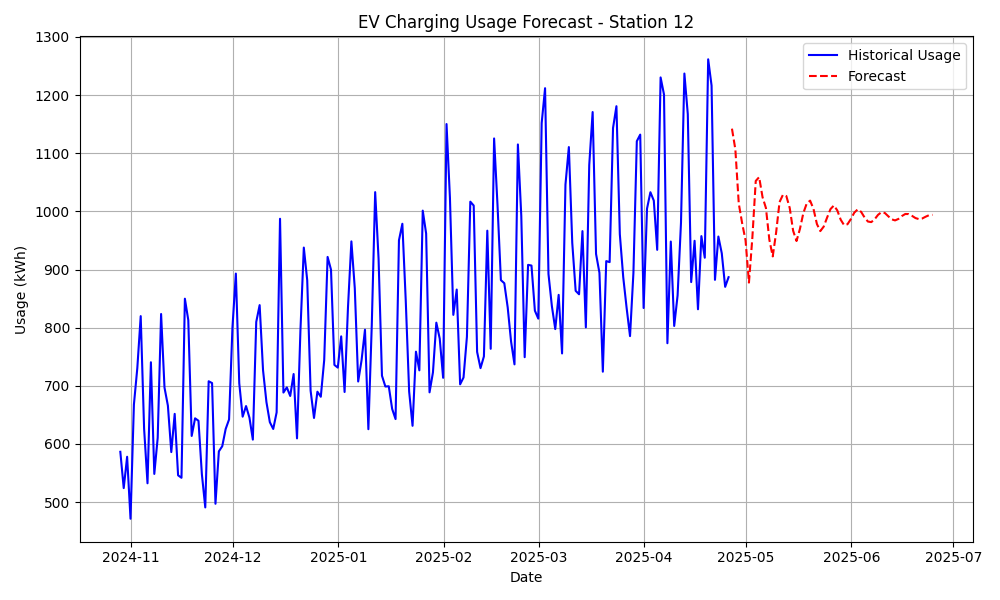 EV Charging Usage Forecast - Station 12
Historical Usage
Forecast
1300
1200
1100
1000
900
800
700
600
500
Usage (kWh)
2024-11 2024-12 2025-01 2025-02 2025-03 2025-04 2025-05 2025-06 2025-07
Date